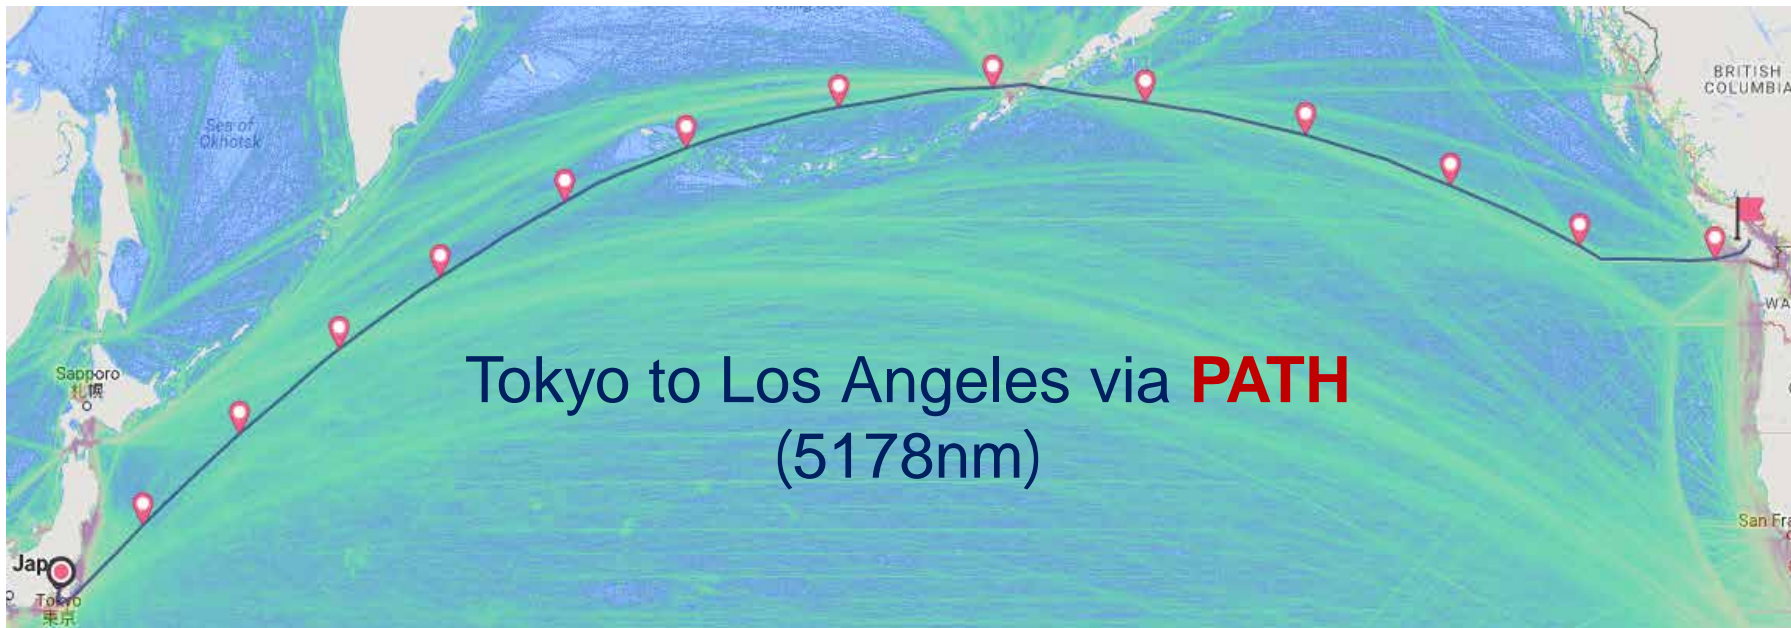 BRITISH
COLUMBIA
Sea of
Okhotsk
WA
Tokyo to Los Angeles via PATH
(5178nm)
Sapporo
札幌
San Fra
Jap
Tokyo
東京